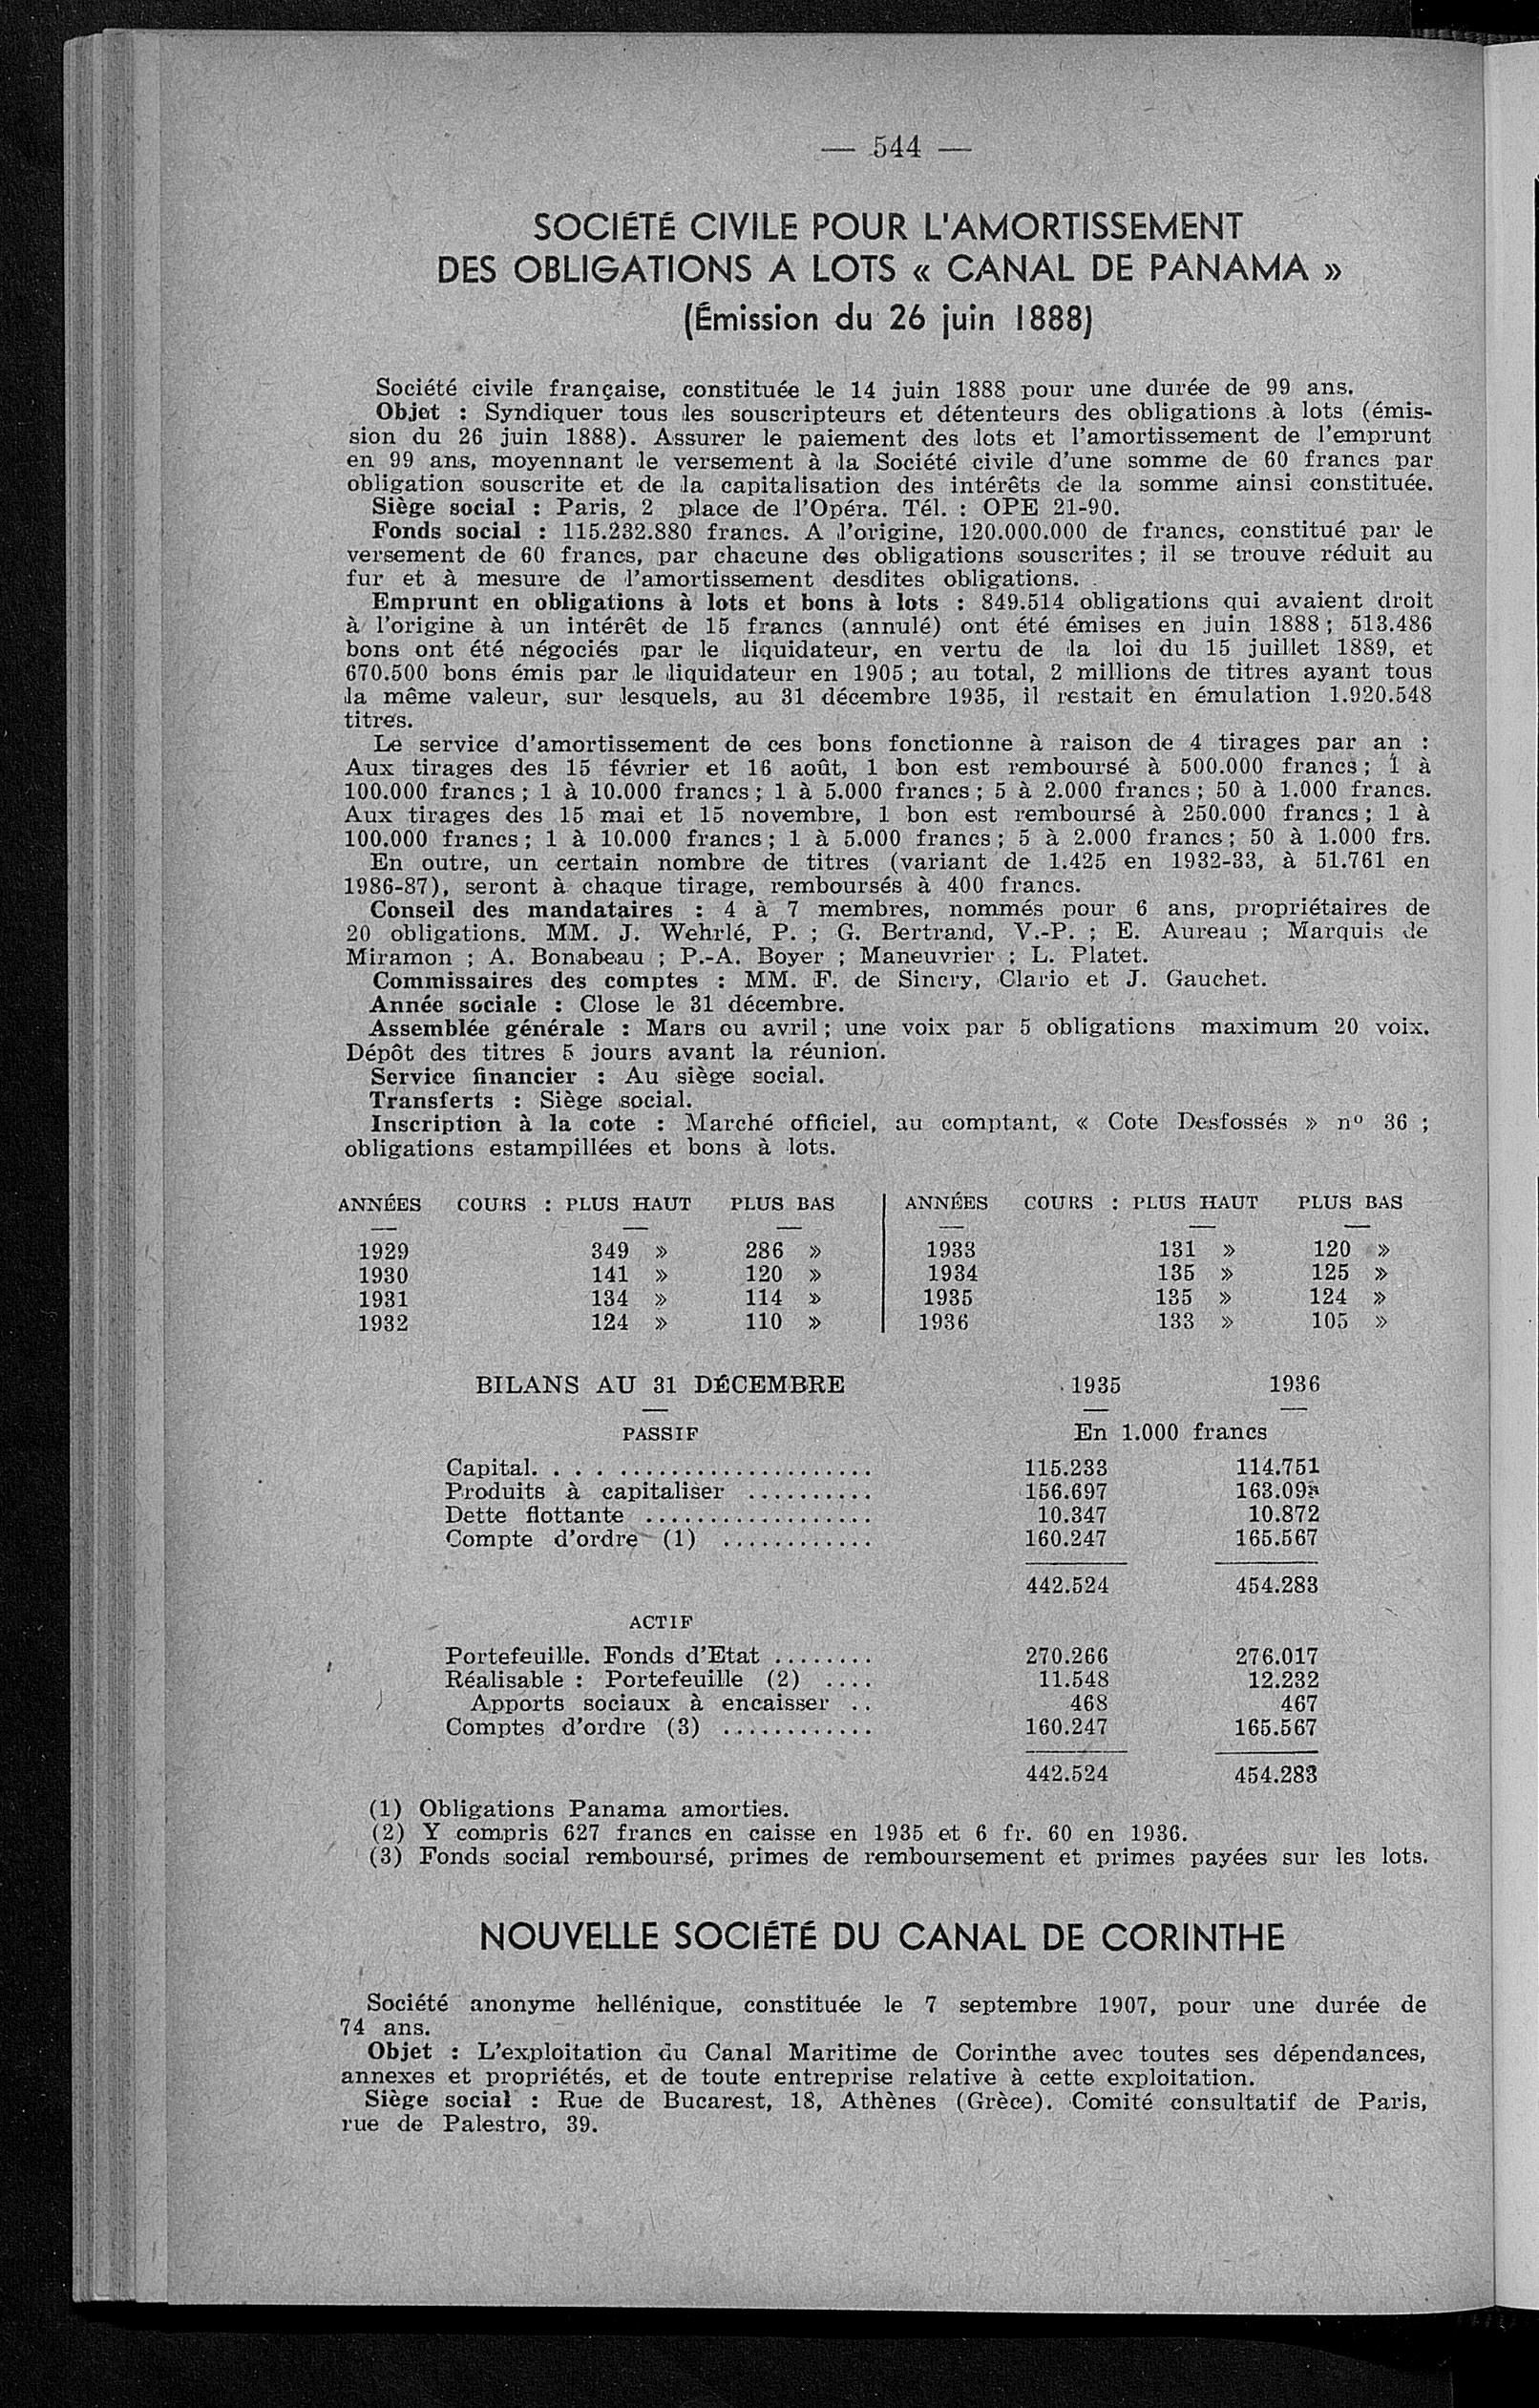 — 544 —
SOCIÉTÉ CIVILE POUR L'AMORTISSEMENT
DES OBLIGATIONS A LOTS « CANAL DE PANAMA »
(Émission du 26 juin 1888)
Société civile française, constituée le 14 juin 1888 pour une durée de 99 ans.
Objet : Syndiquer tous les souscripteurs et détenteurs des obligations à lots (émis-
sion du 26 juin 1888). Assurer le paiement des lots et l'amortissement de l'emprunt
en 99 ans, moyennant le versement à la Société civile d'une somme de 60 francs par
obligation souscrite et de la capitalisation des intérêts de la somme ainsi constituée.
Siège social : Paris, 2 place de l'Opéra. Tél. : OPE 21-90.
Fonds social : 115.232.880 francs. A l'origine, 120.000.000 de francs, constitué par le
versement de 60 francs, par chacune des obligations souscrites ; il se trouve réduit au
fur et à mesure de l'amortissement desdites obligations.
Emprunt en obligations à lots et bons à lots : 849.514 obligations qui avaient droit
à l'origine à un intérêt de 15 francs (annulé) ont été émises en juin 1888 ; 513.486
bons ont été négociés par le liquidateur, en vertu de la loi du 15 juillet 1889, et
670.500 bons émis par le liquidateur en 1905 ; au total, 2 millions de titres ayant tous
la même valeur, sur lesquels, au 31 décembre 1935, il restait en émulation 1.920.548
titres.
Le service d'amortissement de ces bons fonctionne à raison de 4 tirages par an :
Aux tirages des 15 février et 16 août, 1 bon est remboursé à 500.000 francs ; 1 à
100.000 francs ; 1 à 10.000 francs ; 1 à 5.000 francs ; 5 à 2.000 francs ; 50 à 1.000 francs.
Aux tirages des 15 mai et 15 novembre, 1 bon est remboursé à 250.000 francs ; 1 à
100.000 francs ; 1 à 10.000 francs ; 1 à 5.000 francs ; 5 à 2.000 francs ; 50 à 1.000 frs.
En outre, un certain nombre de titres (variant de 1.425 en 1932-33, à 51.761 en
1986-87), seront à chaque tirage, remboursés à 400 francs.
Conseil des mandataires : 4 à 7 membres, nommés pour 6 ans, propriétaires de
20 obligations. MM. J. Wehrlé, P. ; G. Bertrand, V.-P. ; E. Aureau ; Marquis de
Miramon ; A. Bonabeau ; P.-A. Boyer ; Maneuvrier ; L. Platet.
Commissaires des comptes : MM. F. de Sincry, Clario et J. Gauchet.
Année sociale : Close le 31 décembre.
Assemblée générale : Mars ou avril ; une voix par 5 obligations maximum 20 voix.
Dépôt des titres 5 jours avant la réunion.
Service financier : Au siège social.
Transferts : Siège social.
Inscription à la cote : Marché officiel, au comptant, « Cote Desfossés » nº 36 ;
obligations estampillées et bons à lots.
ANNÉES COURS : PLUS HAUT PLUS BAS ANNÉES COURS : PLUS HAUT PLUS BAS
1929 349 » 286 » 1933 131 » 120 »
1930 141 » 120 » 1934 135 » 125 »
1931 134 » 114 » 1935 135 » 124 »
1932 124 » 110 » 1936 133 » 105 »
BILANS AU 31 DÉCEMBRE 1935 1936
PASSIF En 1.000 francs
Capital. . . . ..................... 115.233 114.751
Produits à capitaliser .......... 156.697
Dette flottante .................. 10.347 10.872
Compte d'ordre (1) ............ 160.247 165.567
442.524 454.283
ACTIF
Portefeuille. Fonds d'Etat ........ 270.266 276.017
Réalisable : Portefeuille (2) .... 11.548 12.232
Apports sociaux à encaisser .. 468 467
Comptes d'ordre (3) ............ 160.247 165.567
442.524 454.283
(1) Obligations Panama amorties.
(2) Y compris 627 francs en caisse en 1935 et 6 fr. 60 en 1936.
(3) Fonds social remboursé, primes de remboursement et primes payées sur les lots.
NOUVELLE SOCIÉTÉ DU CANAL DE CORINTHE
Société anonyme hellénique, constituée le 7 septembre 1907, pour une durée de
74 ans.
Objet : L'exploitation du Canal Maritime de Corinthe avec toutes ses dépendances,
annexes et propriétés, et de toute entreprise relative à cette exploitation.
Siège social : Rue de Bucarest, 18, Athènes (Grèce). Comité consultatif de Paris,
rue de Palestro, 39.